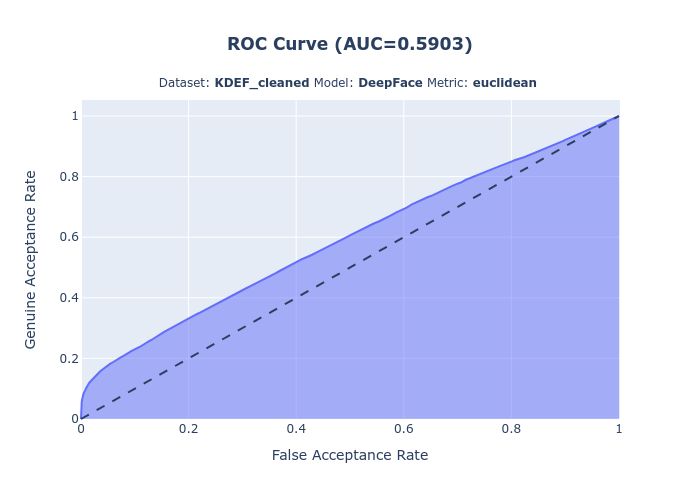 ROC Curve (AUC=0.5903)
Dataset: KDEF_cleaned Model: DeepFace Metric: euclidean
Genuine Acceptance Rate
1
0.8
0.6
0.4
0.2
0
0 0.2 0.4 0.6 0.8 1
False Acceptance Rate